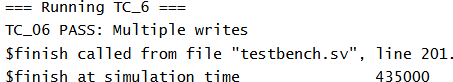 === Running TC_6 ===
TC_06 PASS: Multiple writes
$finish called from file "testbench.sv", line 201.
$finish at simulation time                435000